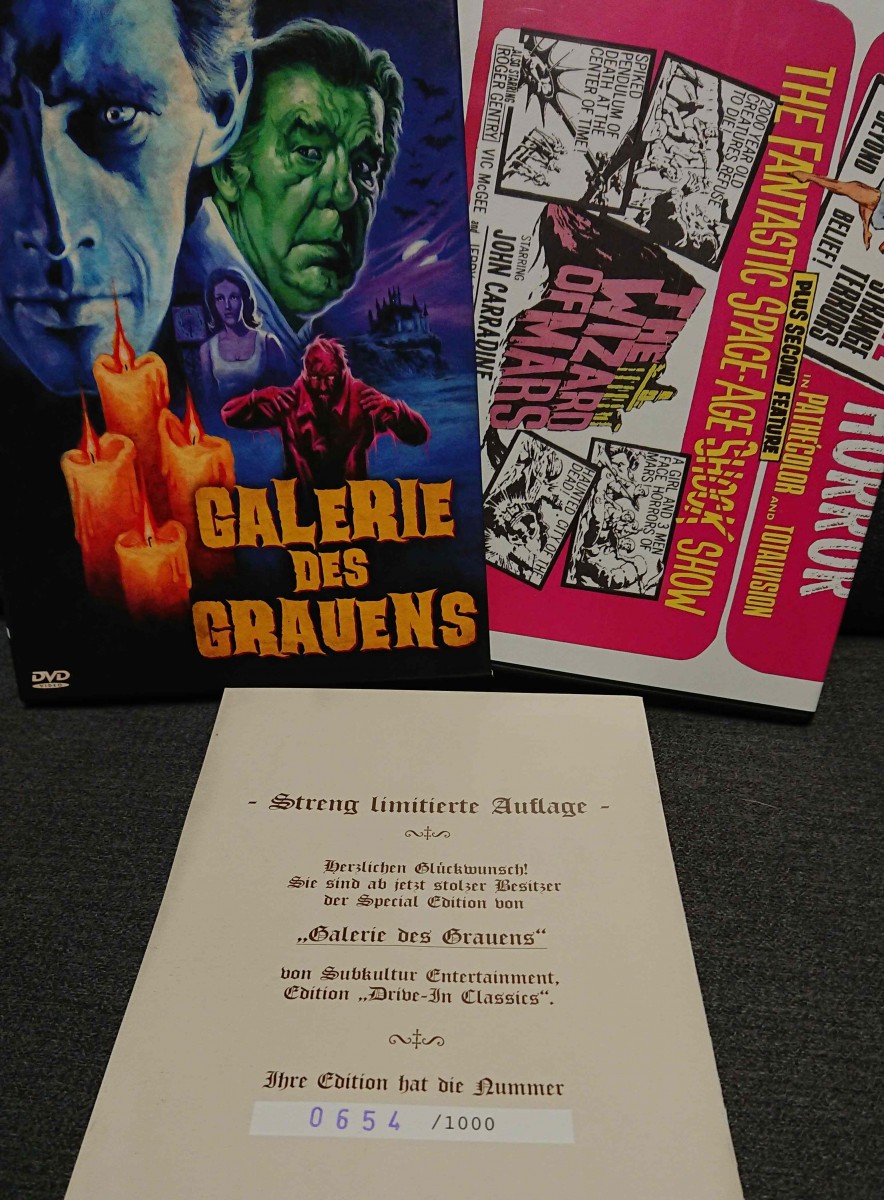 GALERIE
DES
GRAUENS
DVD
VIDEO
BEYOND
BELIEF!
STRANGE
TERRORS
HORROR
IN PATHÉCOLOR AND TOTALVISION
PLUS SECOND FEATURE
THE FANTASTIC SPACE-AGE SHOCK SHOW
2000 YEAR OLD
CREATURES REFUSE
TO DIE!
SPIKED
PENDULUM OF
DEATH AT THE
CENTER OF TIME!
THE
WIZARD
OF MARS
STARRING
JOHN CARRADINE
ALSO STARRING
ROGER GENTRY VIC McGEE and
A GIRL AND 3 MEN
FACE HORRORS OF
MARS
HAUNTED CITY OF THE
DEAD
- Streng limitierte Auflage -
Herzlichen Glückwunsch!
Sie sind ab jetzt stolzer Besitzer
der Special Edition von
„Galerie des Grauens“
von Subkultur Entertainment,
Edition „Drive-In Classics“.
Ihre Edition hat die Nummer
0654 /1000